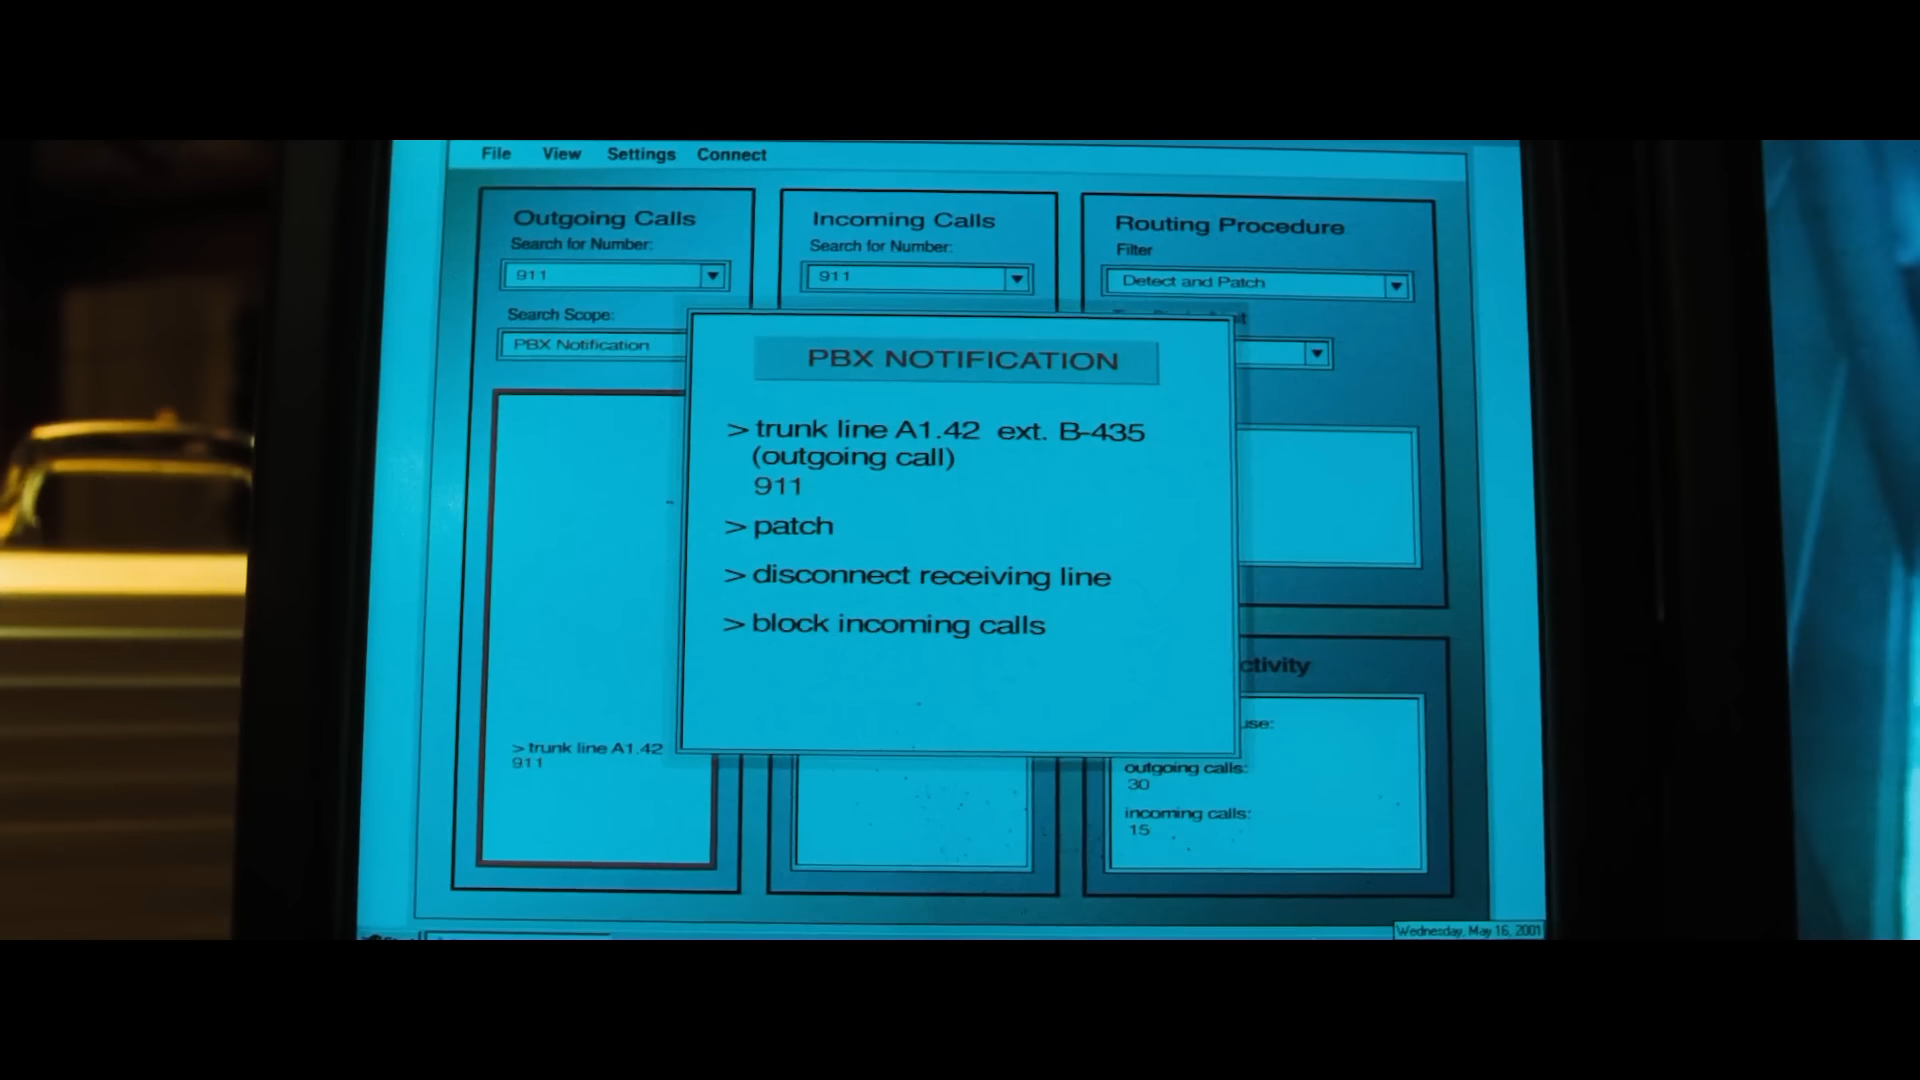 File View Settings Connect
Outgoing Calls
Search for Number:
911
Search Scope:
PBX Notification
> trunk line A1.42
911
Incoming Calls
Search for Number:
911
Routing Procedure
Filter
Detect and Patch
PBX NOTIFICATION
> trunk line A1.42 ext. B-435
(outgoing call)
911
> patch
> disconnect receiving line
> block incoming calls
ctivity
use:
outgoing calls:
30
incoming calls:
15
Wednesday, May 16, 2001